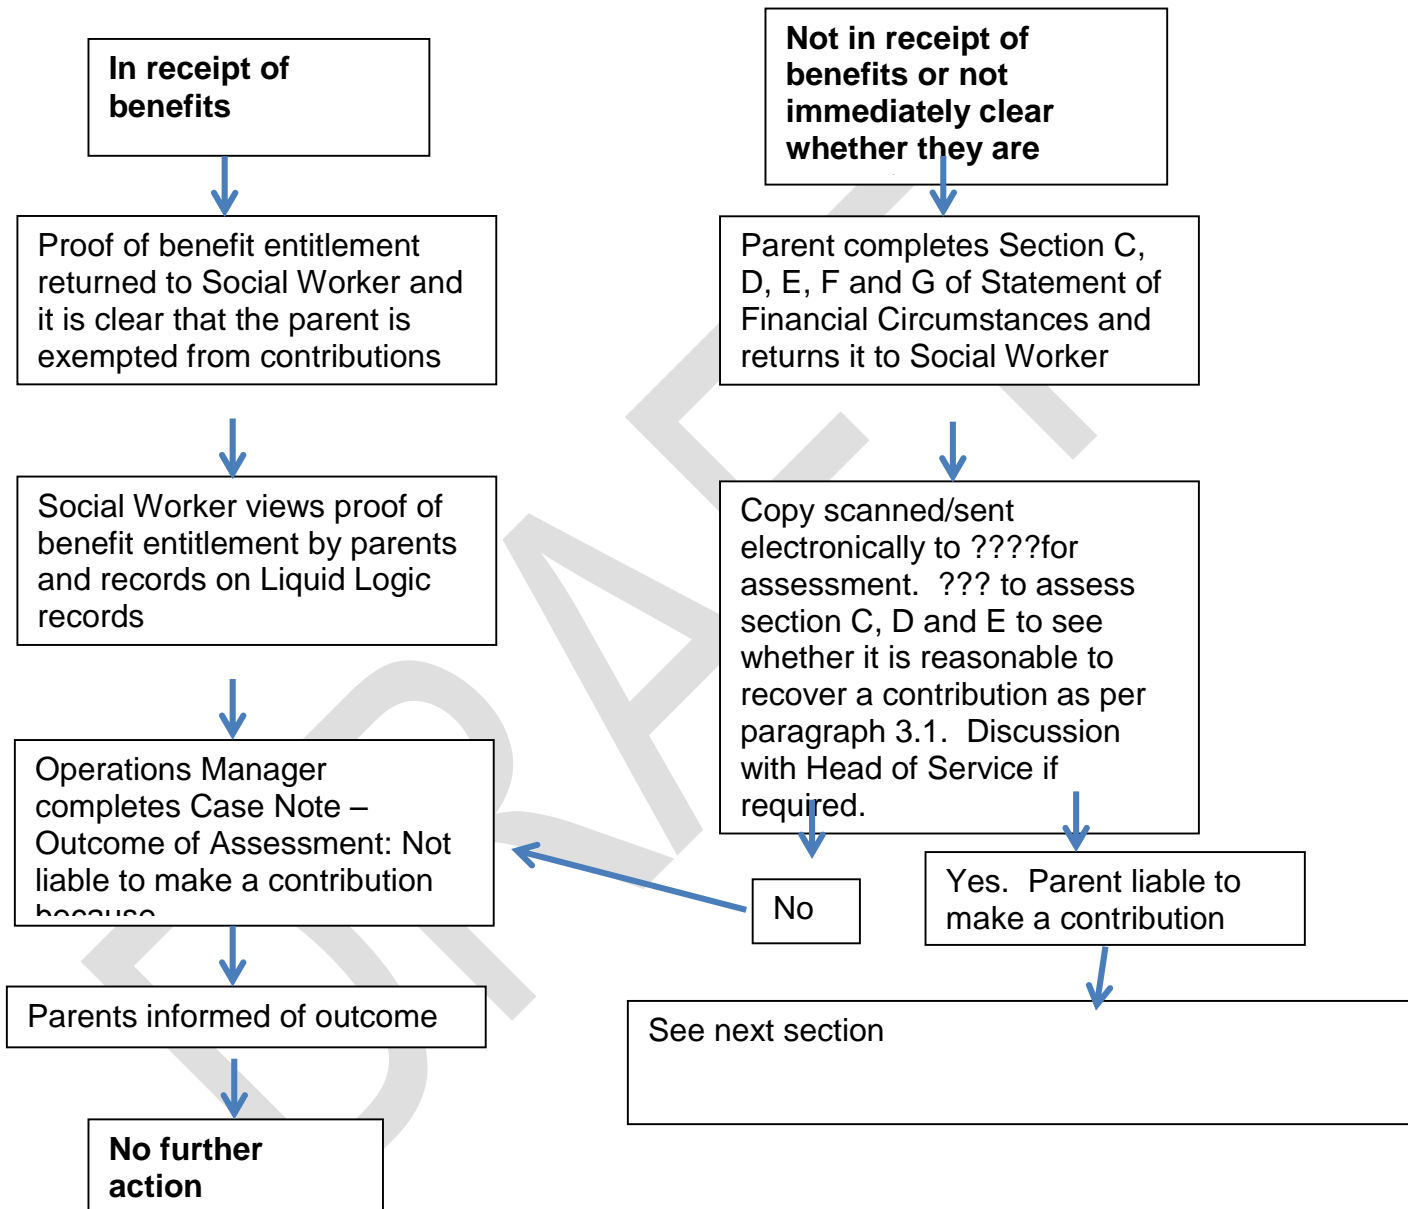 In receipt of
benefits
Proof of benefit entitlement
returned to Social Worker and
it is clear that the parent is
exempted from contributions
Social Worker views proof of
benefit entitlement by parents
and records on Liquid Logic
records
Operations Manager
completes Case Note –
Outcome of Assessment: Not
liable to make a contribution
because
Parents informed of outcome
No further
action
Not in receipt of
benefits or not
immediately clear
whether they are
Parent completes Section C,
D, E, F and G of Statement of
Financial Circumstances and
returns it to Social Worker
Copy scanned/sent
electronically to ????for
assessment.  ??? to assess
section C, D and E to see
whether it is reasonable to
recover a contribution as per
paragraph 3.1.  Discussion
with Head of Service if
required.
No
Yes.  Parent liable to
make a contribution
See next section
DRAFT